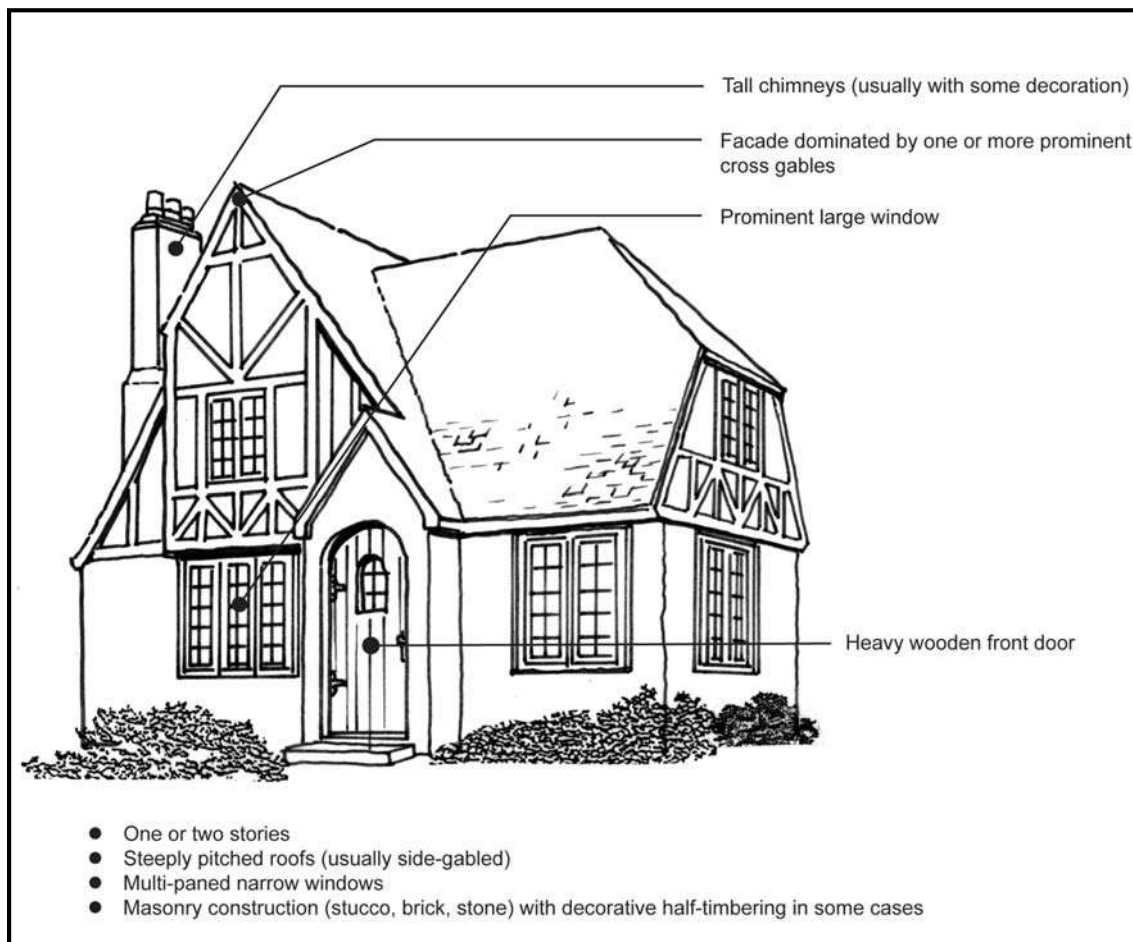 Tall chimneys (usually with some decoration)
Facade dominated by one or more prominent
cross gables
Prominent large window
Heavy wooden front door
● One or two stories
● Steeply pitched roofs (usually side-gabled)
● Multi-paned narrow windows
● Masonry construction (stucco, brick, stone) with decorative half-timbering in some cases